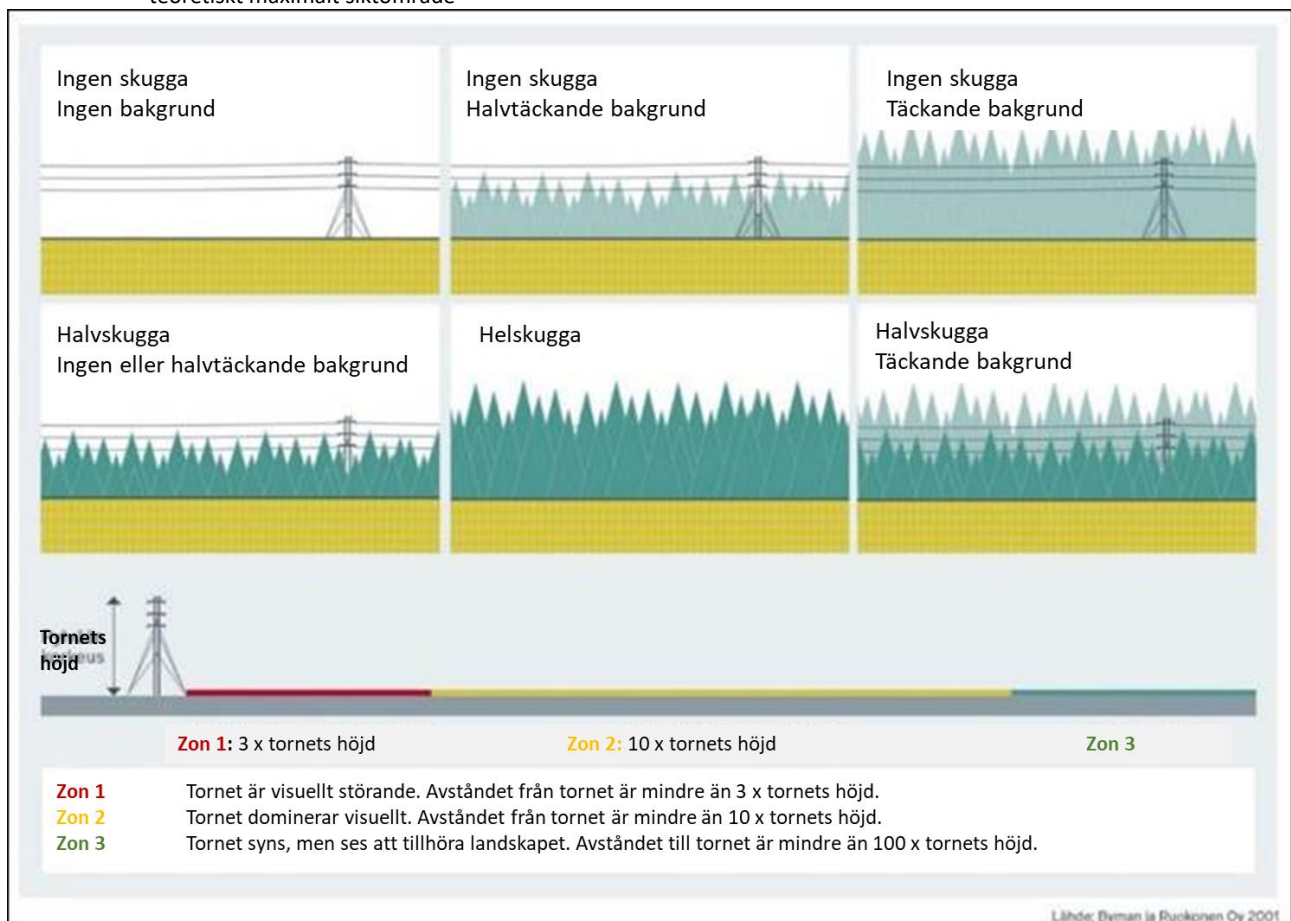 teoretiskt maximalt siktområde
Ingen skugga
Ingen bakgrund
Ingen skugga
Halvtäckande bakgrund
Ingen skugga
Täckande bakgrund
Halvskugga
Ingen eller halvtäckande bakgrund
Helskugga
Halvskugga
Täckande bakgrund
Tornets
höjd
Zon 1: 3 x tornets höjd
Zon 2: 10 x tornets höjd
Zon 3
Zon 1 Tornet är visuellt störande. Avståndet från tornet är mindre än 3 x tornets höjd.
Zon 2 Tornet dominerar visuellt. Avståndet från tornet är mindre än 10 x tornets höjd.
Zon 3 Tornet syns, men ses att tillhöra landskapet. Avståndet till tornet är mindre än 100 x tornets höjd.
Lähde: Byman ja Ruokonen Oy 2001